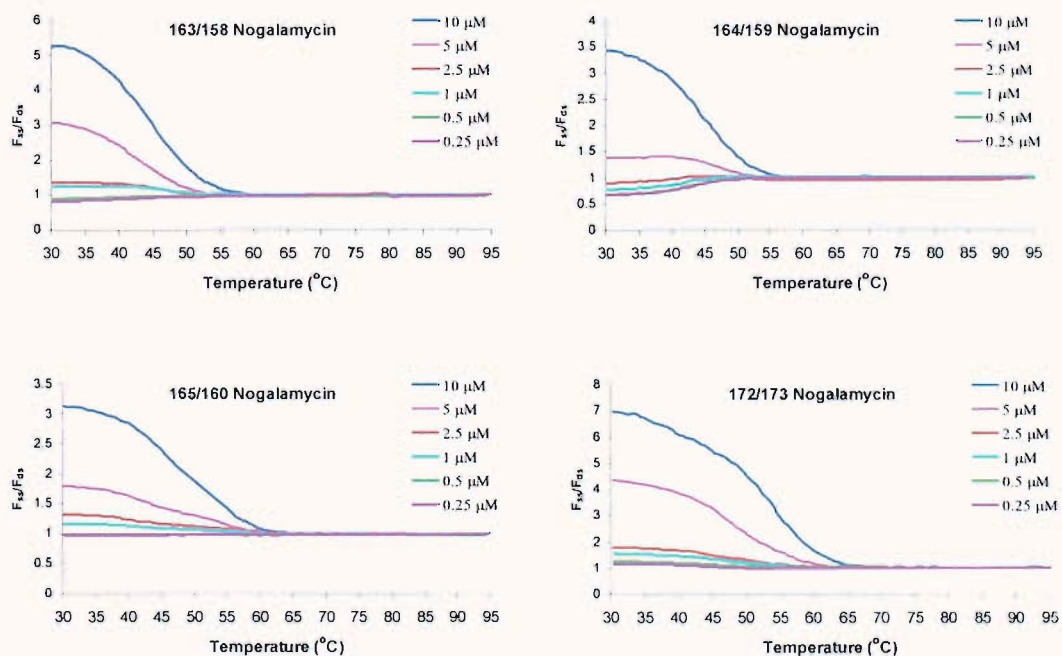 163/158 Nogalamycin
10 μM
5 μM
2.5 μM
1 μM
0.5 μM
0.25 μM
6
5
4
3
2
1
0
Fss/Fds
30 35 40 45 50 55 60 65 70 75 80 85 90 95
Temperature (°C)
164/159 Nogalamycin
10 μM
5 μM
2.5 μM
1 μM
0.5 μM
0.25 μM
4
3.5
3
2.5
2
1.5
1
0.5
0
Fss/Fds
30 35 40 45 50 55 60 65 70 75 80 85 90 95
Temperature (°C)
165/160 Nogalamycin
10 μM
5 μM
2.5 μM
1 μM
0.5 μM
0.25 μM
3.5
3
2.5
2
1.5
1
0.5
0
Fss/Fds
30 35 40 45 50 55 60 65 70 75 80 85 90 95
Temperature (°C)
172/173 Nogalamycin
10 μM
5 μM
2.5 μM
1 μM
0.5 μM
0.25 μM
8
7
6
5
4
3
2
1
0
Fss/Fds
30 35 40 45 50 55 60 65 70 75 80 85 90 95
Temperature (°C)